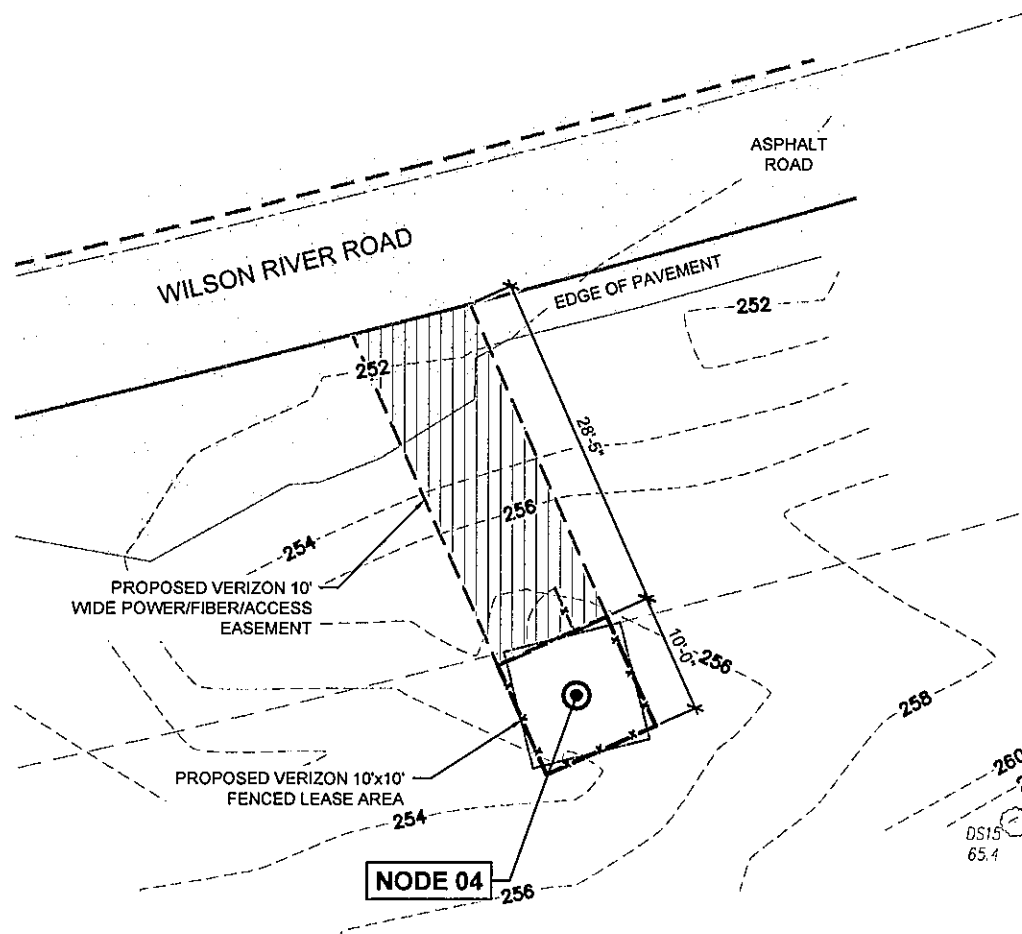 ASPHALT
ROAD
WILSON RIVER ROAD
EDGE OF PAVEMENT
252
252
28'-5"
256
254
PROPOSED VERIZON 10'
WIDE POWER/FIBER/ACCESS
EASEMENT
10'-0"
256
258
PROPOSED VERIZON 10'x10'
FENCED LEASE AREA
260
254
DS15
65.4
NODE 04
256